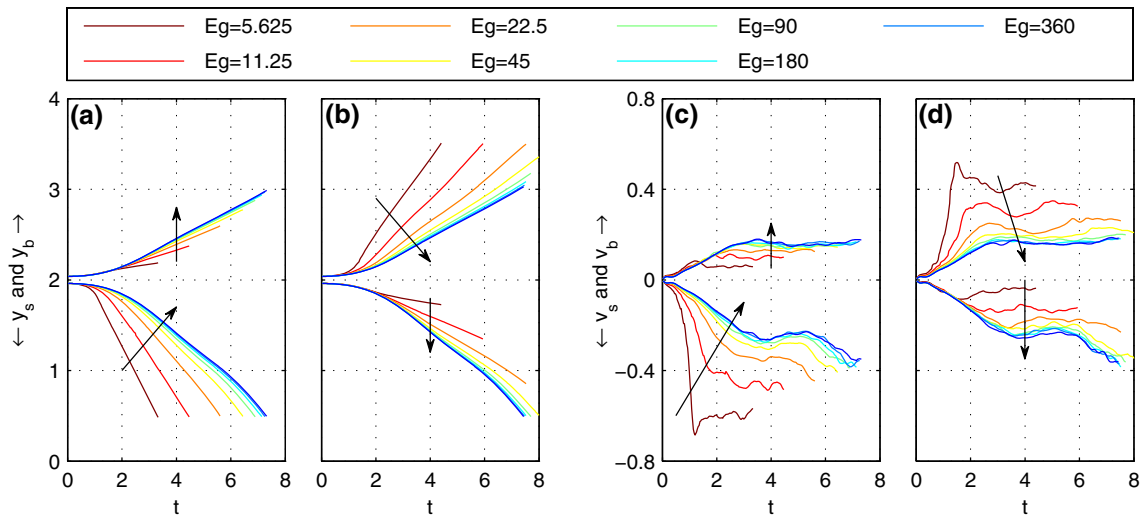 Eg=5.625 Eg=22.5 Eg=90 Eg=360
Eg=11.25 Eg=45 Eg=180
(a) (b) (c) (d)
4 3 2 1 0
← y_s and y_b →
0 2 4 6 8
t
0 2 4 6 8
t
0.8 0.4 0 −0.4 −0.8
← v_s and v_b →
0 2 4 6 8
t
0 2 4 6 8
t